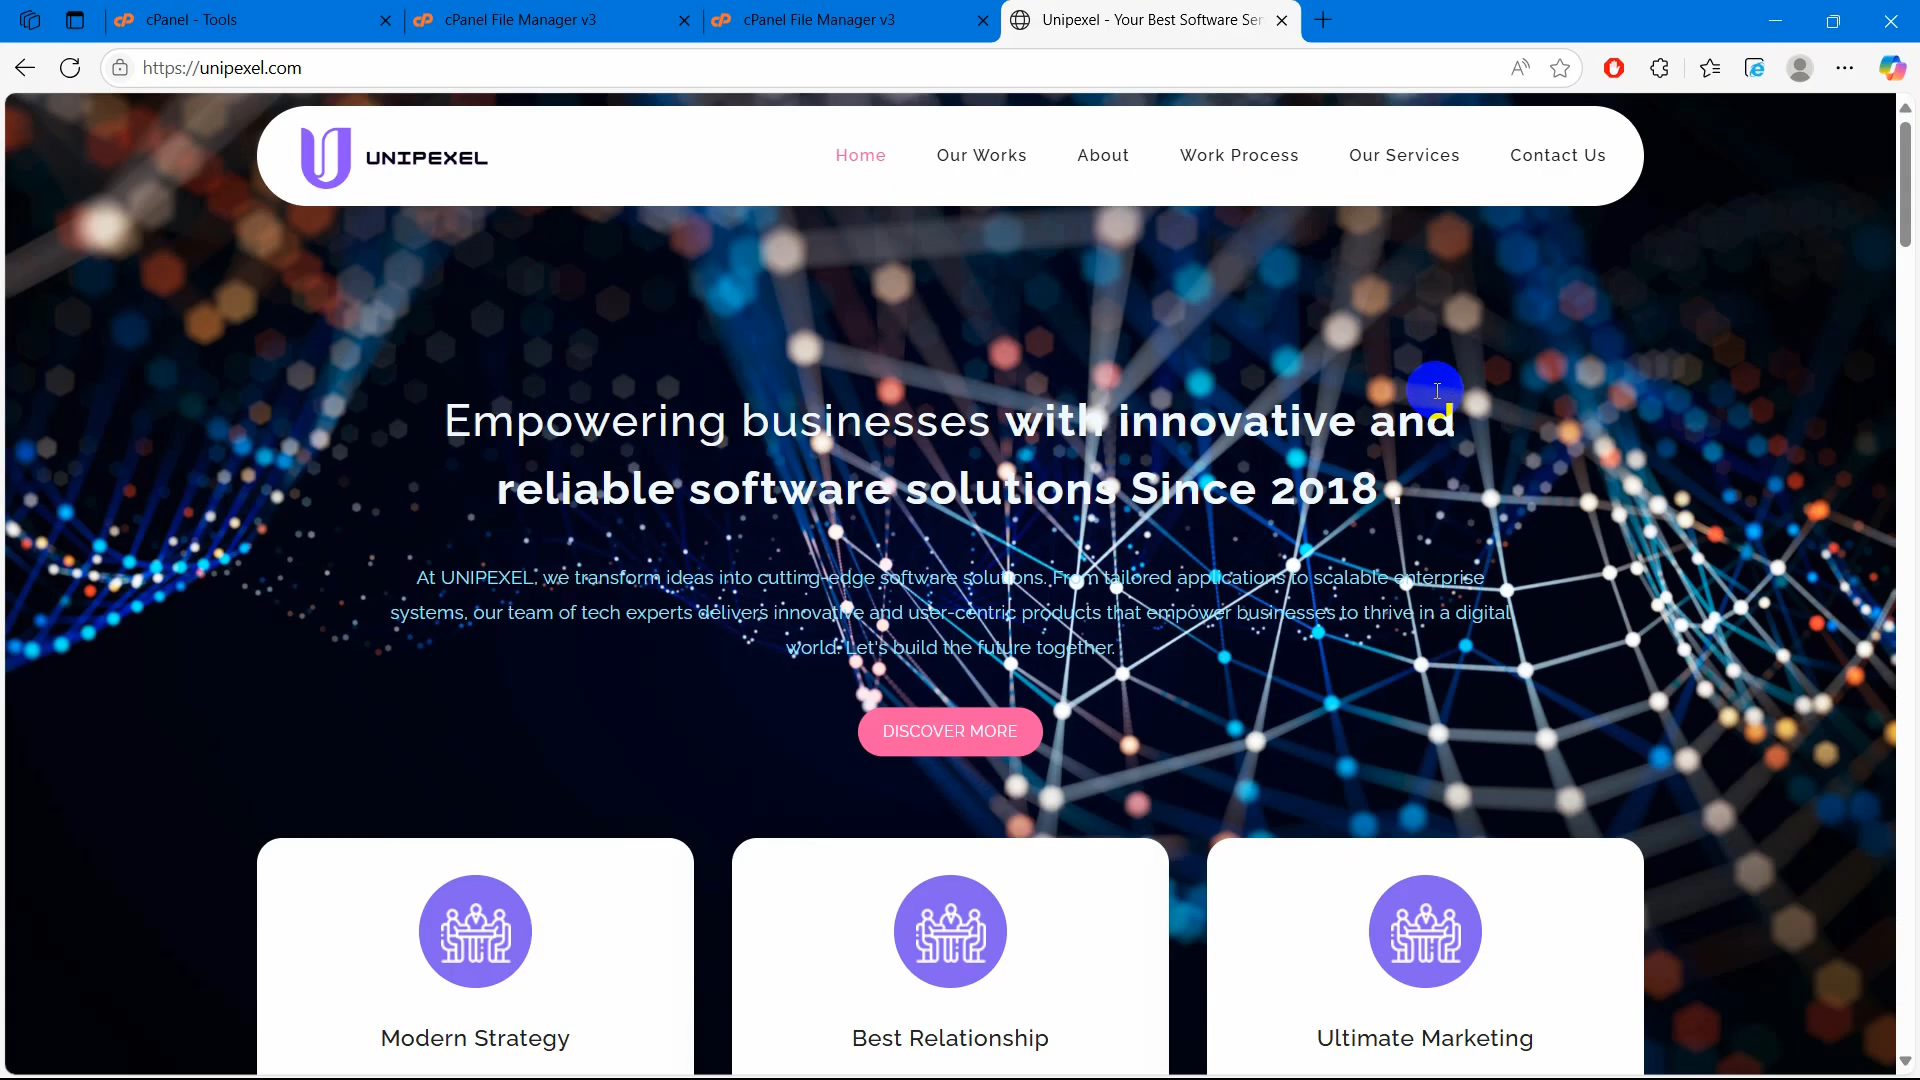 cPanel - Tools
cPanel File Manager v3
cPanel File Manager v3
Unipexel - Your Best Software Ser
https://unipexel.com
UNIPEXEL
Home
Our Works
About
Work Process
Our Services
Contact Us
Empowering businesses with innovative and
reliable software solutions Since 2018 .
At UNIPEXEL, we transform ideas into cutting-edge software solutions. From tailored applications to scalable enterprise
systems, our team of tech experts delivers innovative and user-centric products that empower businesses to thrive in a digital
world. Let's build the future together.
DISCOVER MORE
Modern Strategy
Best Relationship
Ultimate Marketing